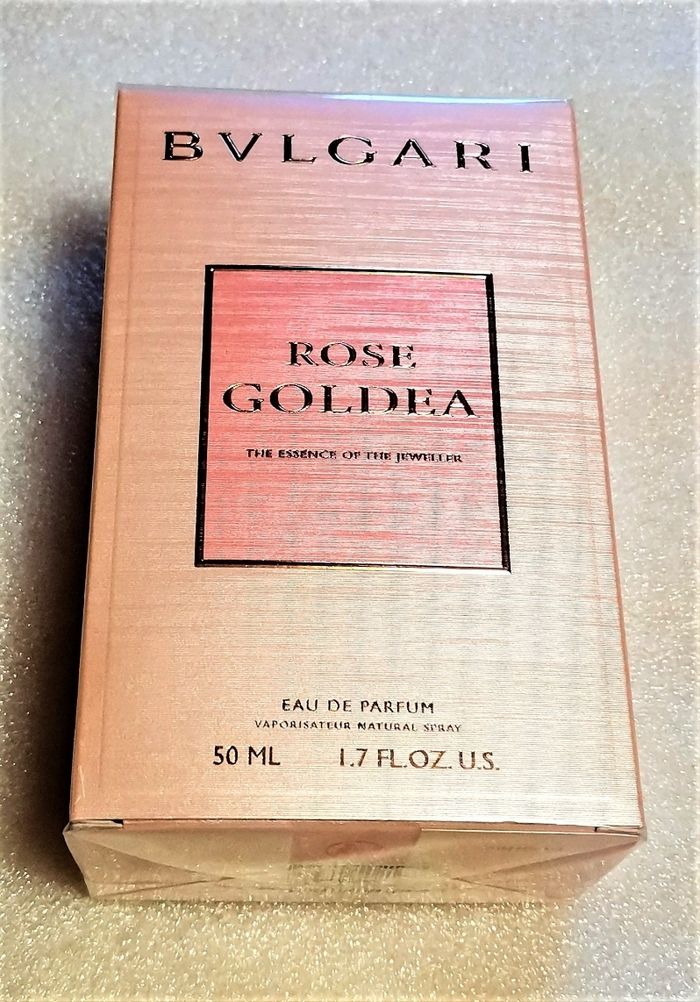 BVLGARI
ROSE
GOLDEA
THE ESSENCE OF THE JEWELLER
EAU DE PARFUM
VAPORISATEUR NATURAL SPRAY
50 ML 1.7 FL.OZ. U.S.